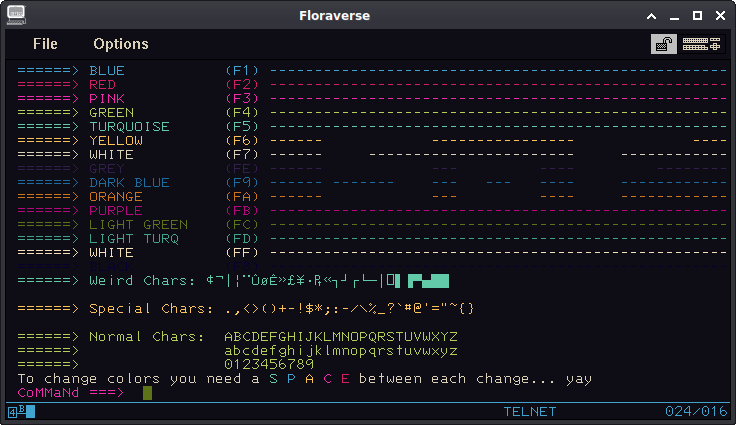 Floraverse
File Options
======> BLUE (F1) ---------------------------------------------------
======> RED (F2) ---------------------------------------------------
======> PINK (F3) ---------------------------------------------------
======> GREEN (F4) ---------------------------------------------------
======> TURQUOISE (F5) ---------------------------------------------------
======> YELLOW (F6) ------ ---------------- ----
======> WHITE (F7) ------ ------------------------- ------------
======> GREY (FE)
======> DARK BLUE (F9) ------ ------- --- --- ---- ---------
======> ORANGE (FA) ------ ---------------- ----
======> PURPLE (FB) ---------------------------------------------------
======> LIGHT GREEN (FC) ---------------------------------------------------
======> LIGHT TURQ (FD) ---------------------------------------------------
======> WHITE (FF) ---------------------------------------------------
======> Weird Chars: ¢¬|¦¨ÛøÊ»£¥·₧«┐┘┌└─│
======> Special Chars: .,<>()+-!$*;:-/\%_?`#@'="~{}
======> Normal Chars: ABCDEFGHIJKLMNOPQRSTUVWXYZ
======> abcdefghijklmnopqrstuvwxyz
======> 0123456789
To change colors you need a S P A C E between each change... yay
CoMMaNd ===>
4B TELNET 024/016